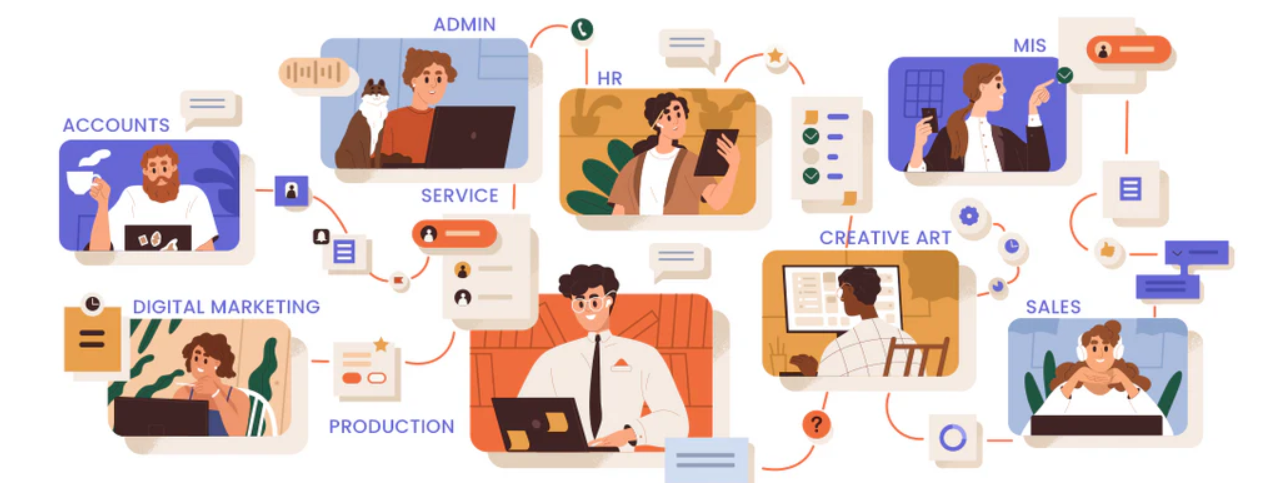 ADMIN
MIS
HR
ACCOUNTS
SERVICE
CREATIVE ART
DIGITAL MARKETING
SALES
PRODUCTION
?